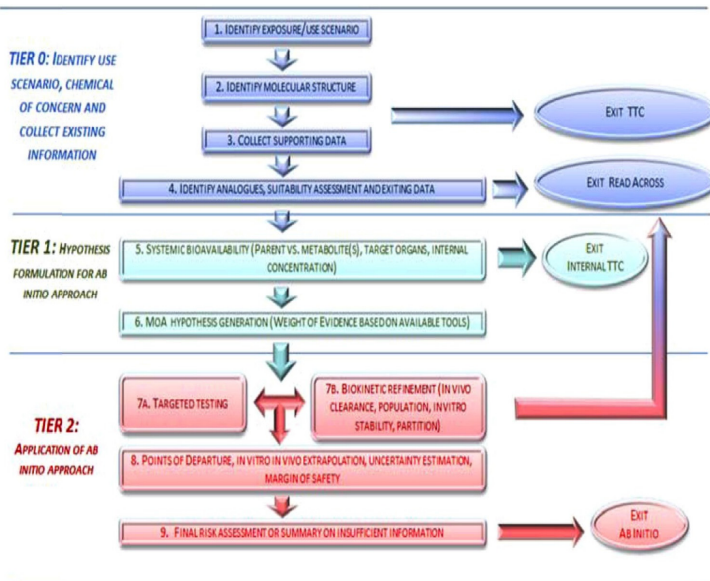 1. IDENTIFY EXPOSURE/USE SCENARIO
TIER 0: IDENTIFY USE
SCENARIO, CHEMICAL
OF CONCERN AND
COLLECT EXISTING
INFORMATION
2. IDENTIFY MOLECULAR STRUCTURE
EXIT TTC
3. COLLECT SUPPORTING DATA
4. IDENTIFY ANALOGUES, SUITABILITY ASSESSMENT AND EXITING DATA
EXIT READ ACROSS
TIER 1: HYPOTHESIS
FORMULATION FOR AB
INITIO APPROACH
5. SYSTEMIC BIOAVAILABILITY (PARENT VS. METABOLITE(S), TARGET ORGANS, INTERNAL
CONCENTRATION)
EXIT
INTERNAL TTC
6. MOA HYPOTHESIS GENERATION (WEIGHT OF EVIDENCE BASED ON AVAILABLE TOOLS)
TIER 2:
APPLICATION OF AB
INITIO APPROACH
7A. TARGETED TESTING
7B. BIOKINETIC REFINEMENT (IN VIVO
CLEARANCE, POPULATION, IN VITRO
STABILITY, PARTITION)
8. POINTS OF DEPARTURE, IN VITRO IN VIVO EXTRAPOLATION, UNCERTAINTY ESTIMATION,
MARGIN OF SAFETY
9. FINAL RISK ASSESSMENT OR SUMMARY ON INSUFFICIENT INFORMATION
EXIT
AB INITIO